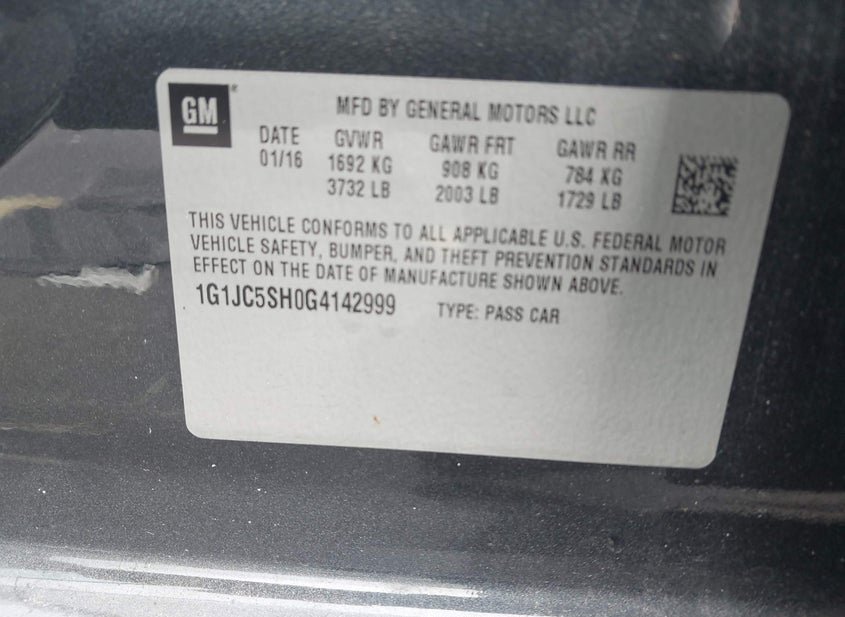 GM®
MFD BY GENERAL MOTORS LLC
DATE GVWR GAWR FRT GAWR RR
01/16 1692 KG 908 KG 784 KG
3732 LB 2003 LB 1729 LB
THIS VEHICLE CONFORMS TO ALL APPLICABLE U.S. FEDERAL MOTOR
VEHICLE SAFETY, BUMPER, AND THEFT PREVENTION STANDARDS IN
EFFECT ON THE DATE OF MANUFACTURE SHOWN ABOVE.
1G1JC5SH0G4142999 TYPE: PASS CAR